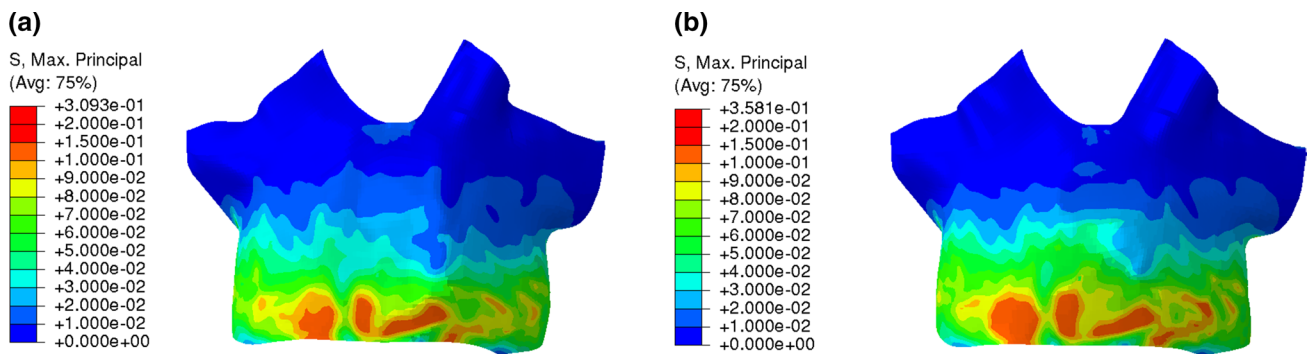 (a)
S, Max. Principal
(Avg: 75%)
+3.093e-01
+2.000e-01
+1.500e-01
+1.000e-01
+9.000e-02
+8.000e-02
+7.000e-02
+6.000e-02
+5.000e-02
+4.000e-02
+3.000e-02
+2.000e-02
+1.000e-02
+0.000e+00
(b)
S, Max. Principal
(Avg: 75%)
+3.581e-01
+2.000e-01
+1.500e-01
+1.000e-01
+9.000e-02
+8.000e-02
+7.000e-02
+6.000e-02
+5.000e-02
+4.000e-02
+3.000e-02
+2.000e-02
+1.000e-02
+0.000e+00